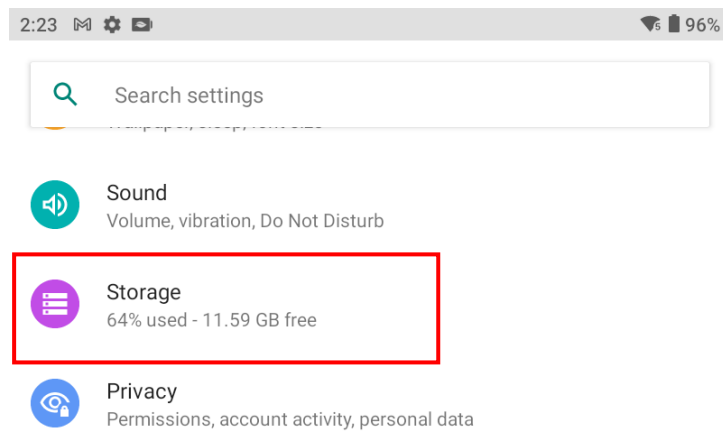 2:23 5 96%
Search settings
Sound
Volume, vibration, Do Not Disturb
Storage
64% used - 11.59 GB free
Privacy
Permissions, account activity, personal data